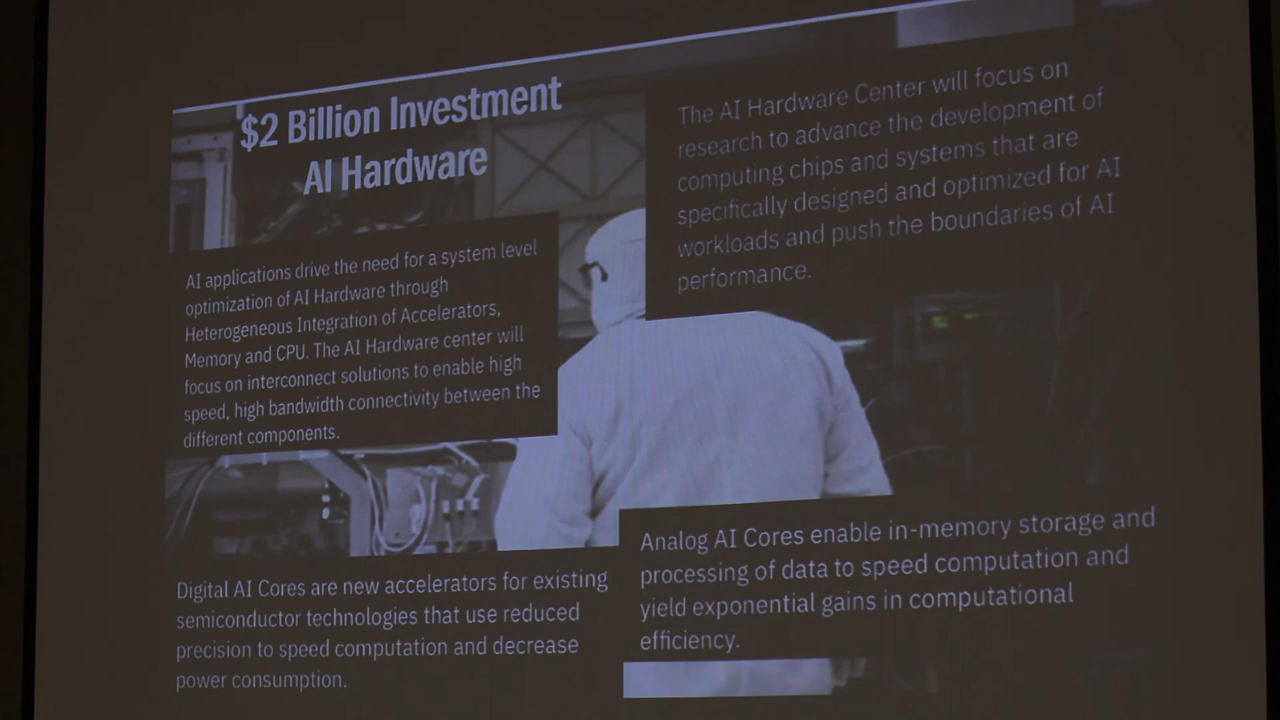 $2 Billion Investment
AI Hardware
AI applications drive the need for a system level
optimization of AI Hardware through
Heterogeneous Integration of Accelerators,
Memory and CPU. The AI Hardware center will
focus on interconnect solutions to enable high
speed, high bandwidth connectivity between the
different components.
The AI Hardware Center will focus on
research to advance the development of
computing chips and systems that are
specifically designed and optimized for AI
workloads and push the boundaries of AI
performance.
Digital AI Cores are new accelerators for existing
semiconductor technologies that use reduced
precision to speed computation and decrease
power consumption.
Analog AI Cores enable in-memory storage and
processing of data to speed computation and
yield exponential gains in computational
efficiency.